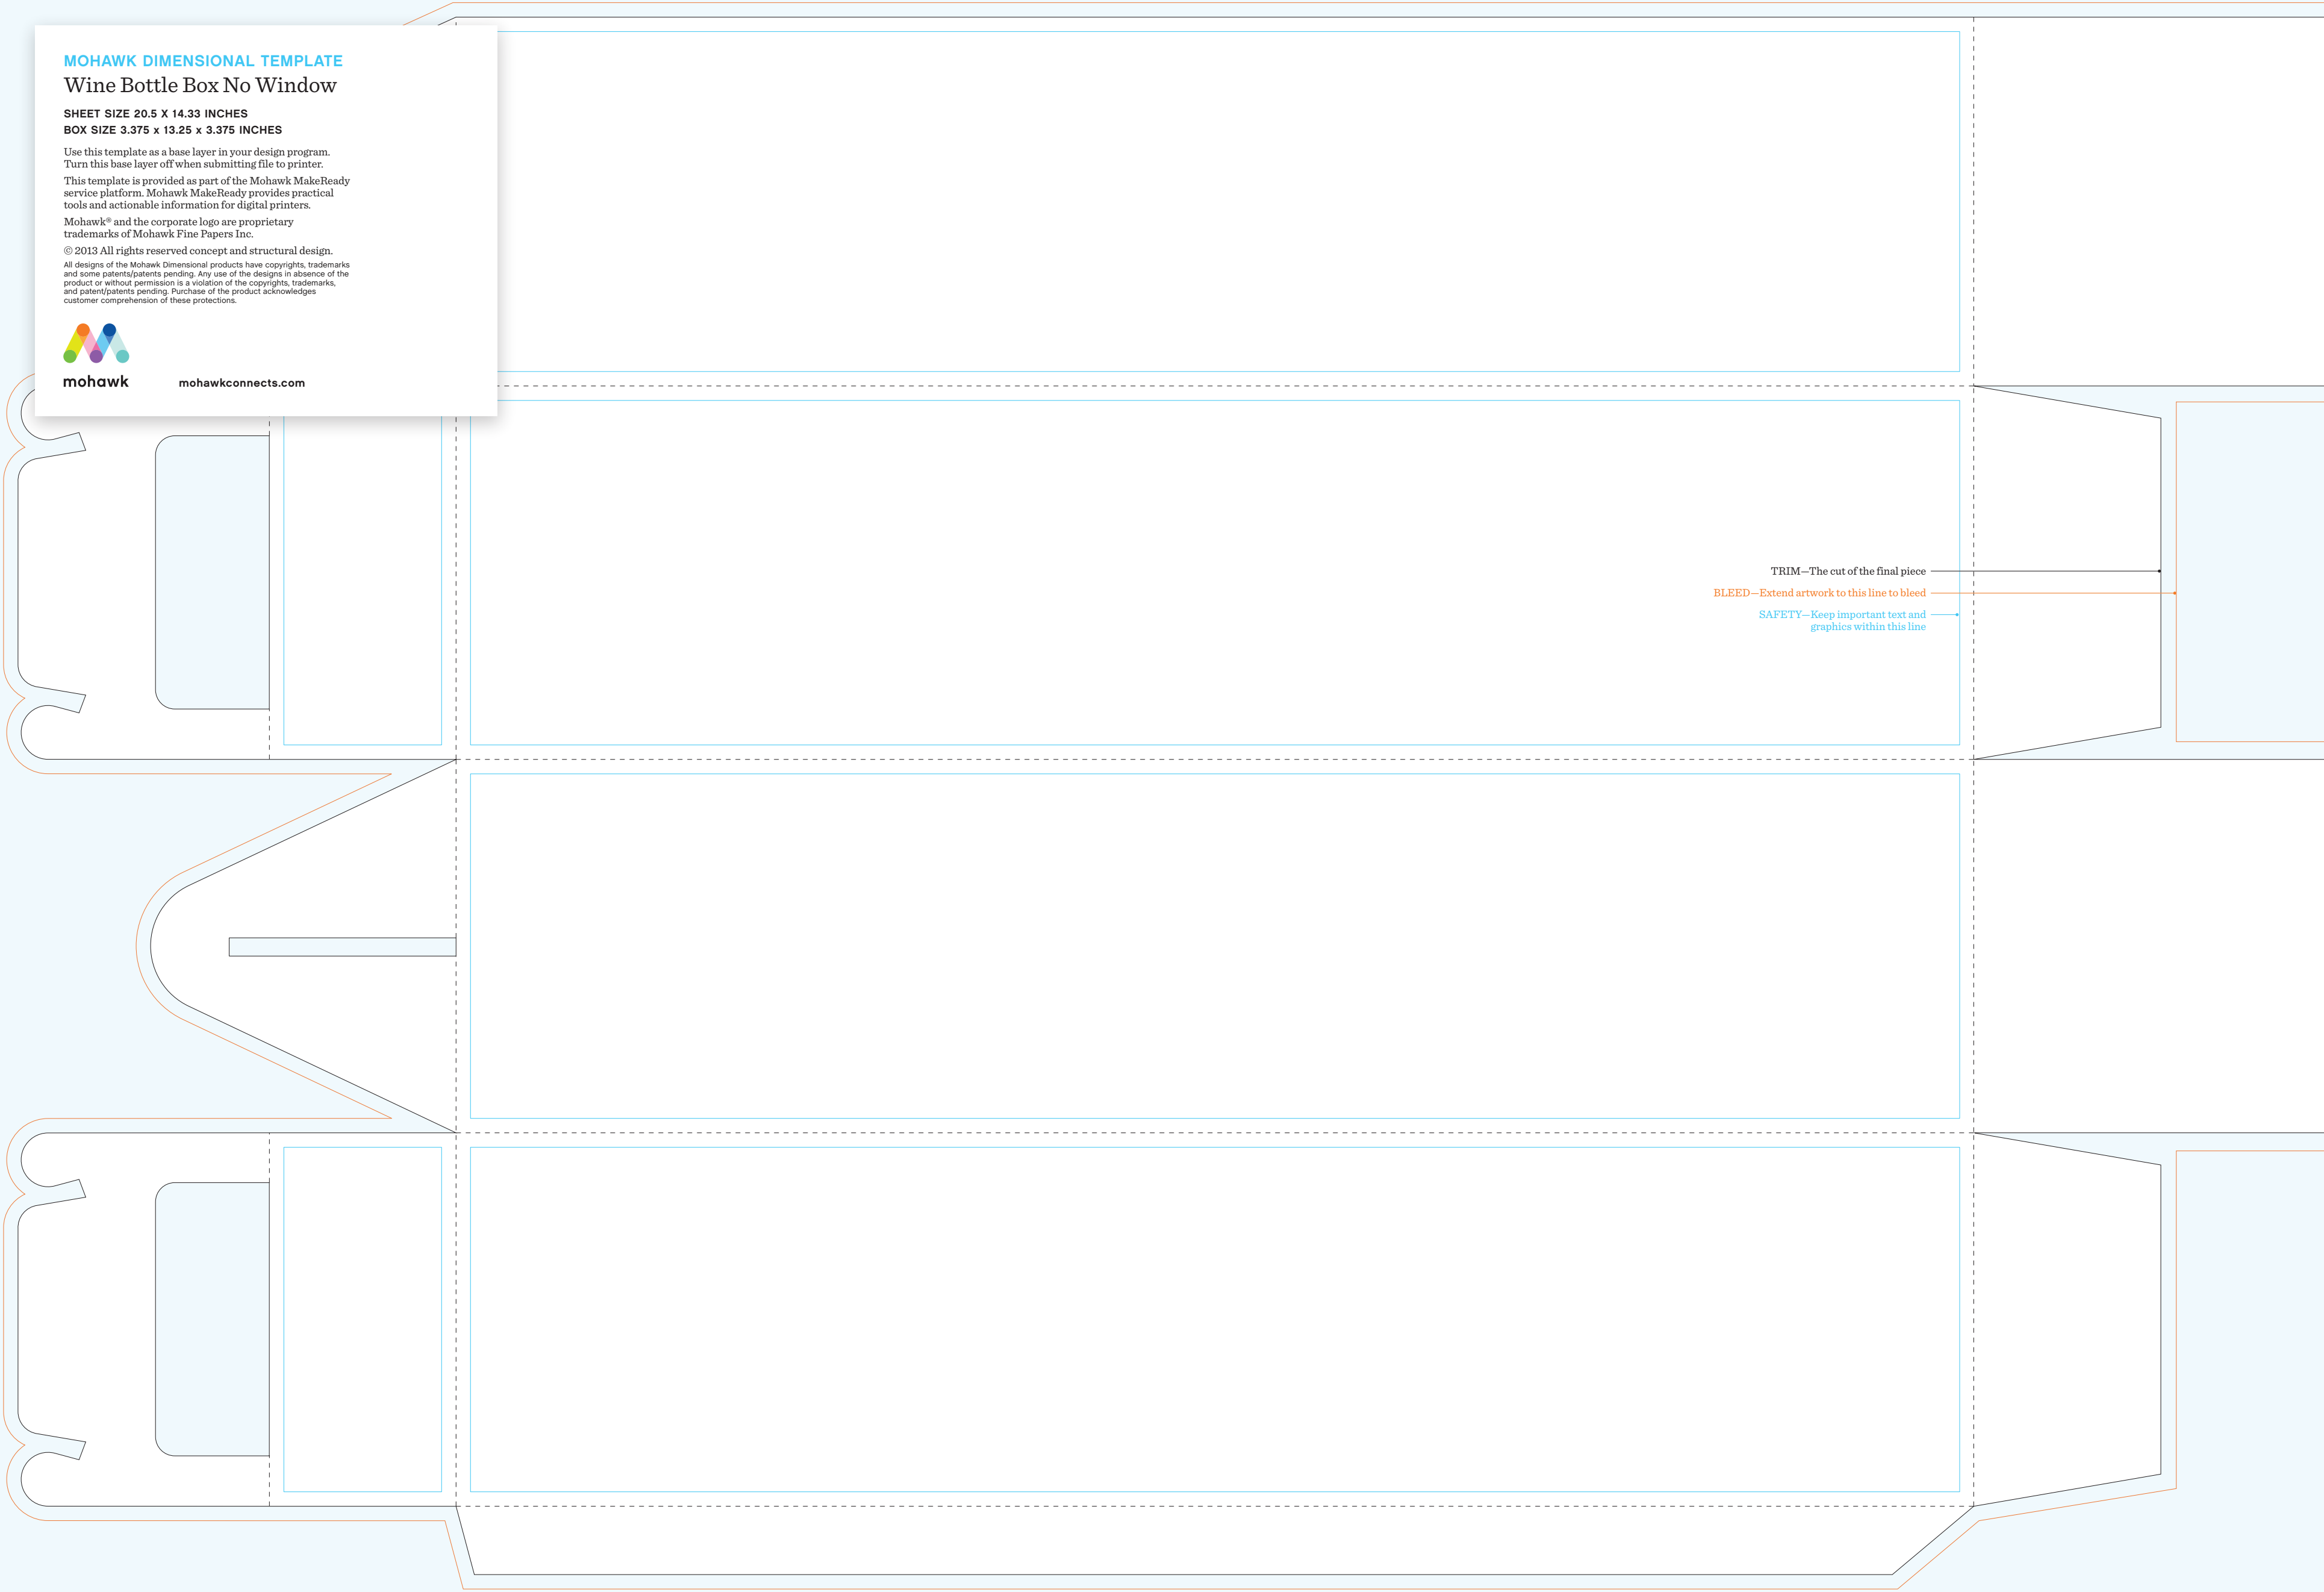 MOHAWK DIMENSIONAL TEMPLATE
Wine Bottle Box No Window
SHEET SIZE 20.5 X 14.33 INCHES
BOX SIZE 3.375 x 13.25 x 3.375 INCHES
Use this template as a base layer in your design program.
Turn this base layer off when submitting file to printer.
This template is provided as part of the Mohawk MakeReady
service platform. Mohawk MakeReady provides practical
tools and actionable information for digital printers.
Mohawk® and the corporate logo are proprietary
trademarks of Mohawk Fine Papers Inc.
© 2013 All rights reserved concept and structural design.
All designs of the Mohawk Dimensional products have copyrights, trademarks
and some patents/patents pending. Any use of the designs in absence of the
product or without permission is a violation of the copyrights, trademarks,
and patent/patents pending. Purchase of the product acknowledges
customer comprehension of these protections.
mohawk
mohawkconnects.com
TRIM—The cut of the final piece
BLEED—Extend artwork to this line to bleed
SAFETY—Keep important text and
graphics within this line